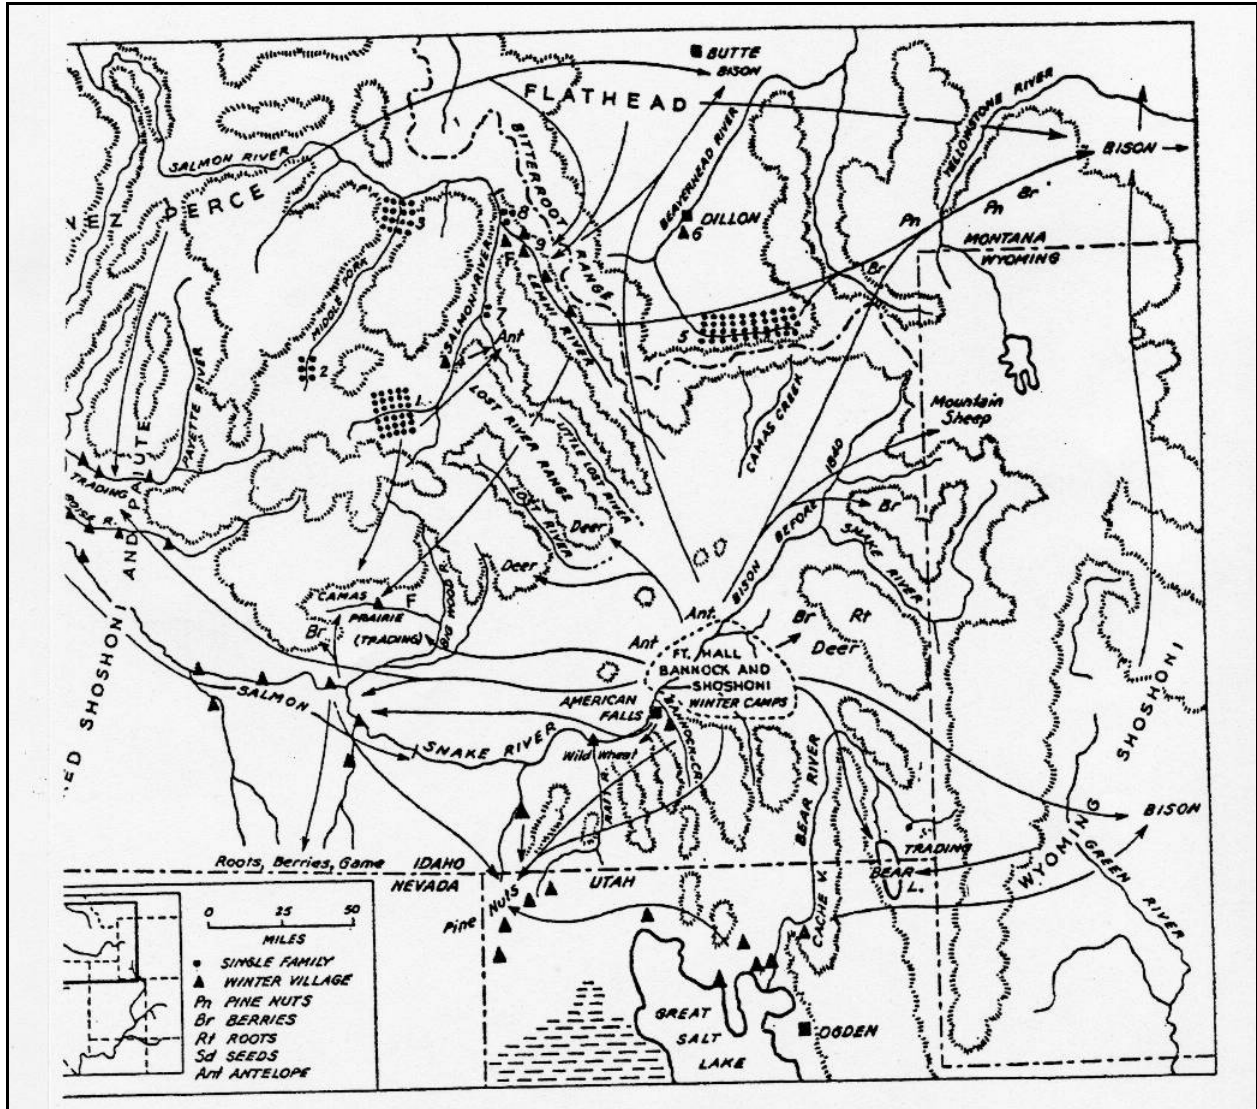 BUTTE
BISON
FLATHEAD
SALMON RIVER
BITTERROOT RANGE
BEAVERHEAD RIVER
YELLOWSTONE RIVER
BISON
NEZ PERCE
3
8
9
DILLON
6
Pn
Pn
Br
MONTANA
WYOMING
MIDDLE FORK
SALMON RIVER
F
LEMHI RIVER
Br
7
5
2
4
Ant
PAYETTE RIVER
1
LOST RIVER RANGE
LITTLE LOST RIVER
CAMAS CREEK
Mountain
Sheep
TRADING
BOISE R.
LOST RIVER
Deer
BISON BEFORE 1840
Br
SNAKE RIVER
AND PAIUTE
Deer
CAMAS
F
PRAIRIE
(TRADING)
BIG WOOD R.
Br
Ant.
Ant
Br
Rt
Deer
FT. HALL
BANNOCK AND
SHOSHONI
WINTER CAMPS
SHOSHONI
SALMON
AMERICAN
FALLS
SNAKE RIVER
Wild Wheat
RAFT R.
BANNOCK CR.
BEAR RIVER
BISON
TRADING
WYOMING
GREEN RIVER
Roots, Berries, Game
IDAHO
NEVADA
UTAH
BEAR
L.
Pine Nuts
CACHE V.
0 25 50
MILES
SINGLE FAMILY
WINTER VILLAGE
Pn PINE NUTS
Br BERRIES
Rt ROOTS
Sd SEEDS
Ant ANTELOPE
GREAT
SALT
LAKE
OGDEN
SHOSHONI